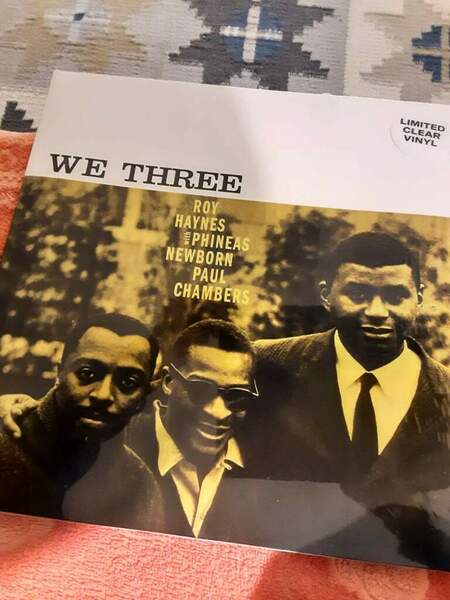 LIMITED
CLEAR
VINYL
WE THREE
ROY
HAYNES
with PHINEAS
NEWBORN
PAUL
CHAMBERS